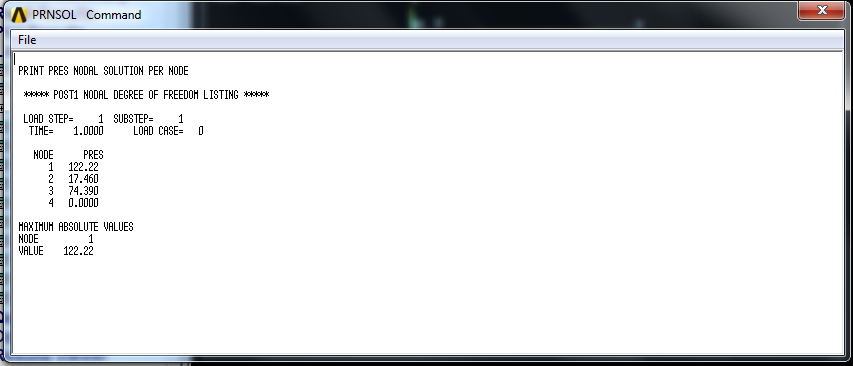 PRNSOL Command
File
PRINT PRES NODAL SOLUTION PER NODE
***** POST1 NODAL DEGREE OF FREEDOM LISTING *****
LOAD STEP= 1 SUBSTEP= 1
TIME= 1.0000 LOAD CASE= 0
NODE PRES
1 122.22
2 17.460
3 74.390
4 0.0000
MAXIMUM ABSOLUTE VALUES
NODE 1
VALUE 122.22